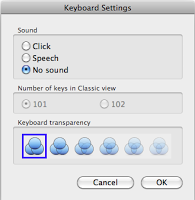 Keyboard Settings
Sound
Click
Speech
No sound
Number of keys in Classic view
101 102
Keyboard transparency
Cancel OK